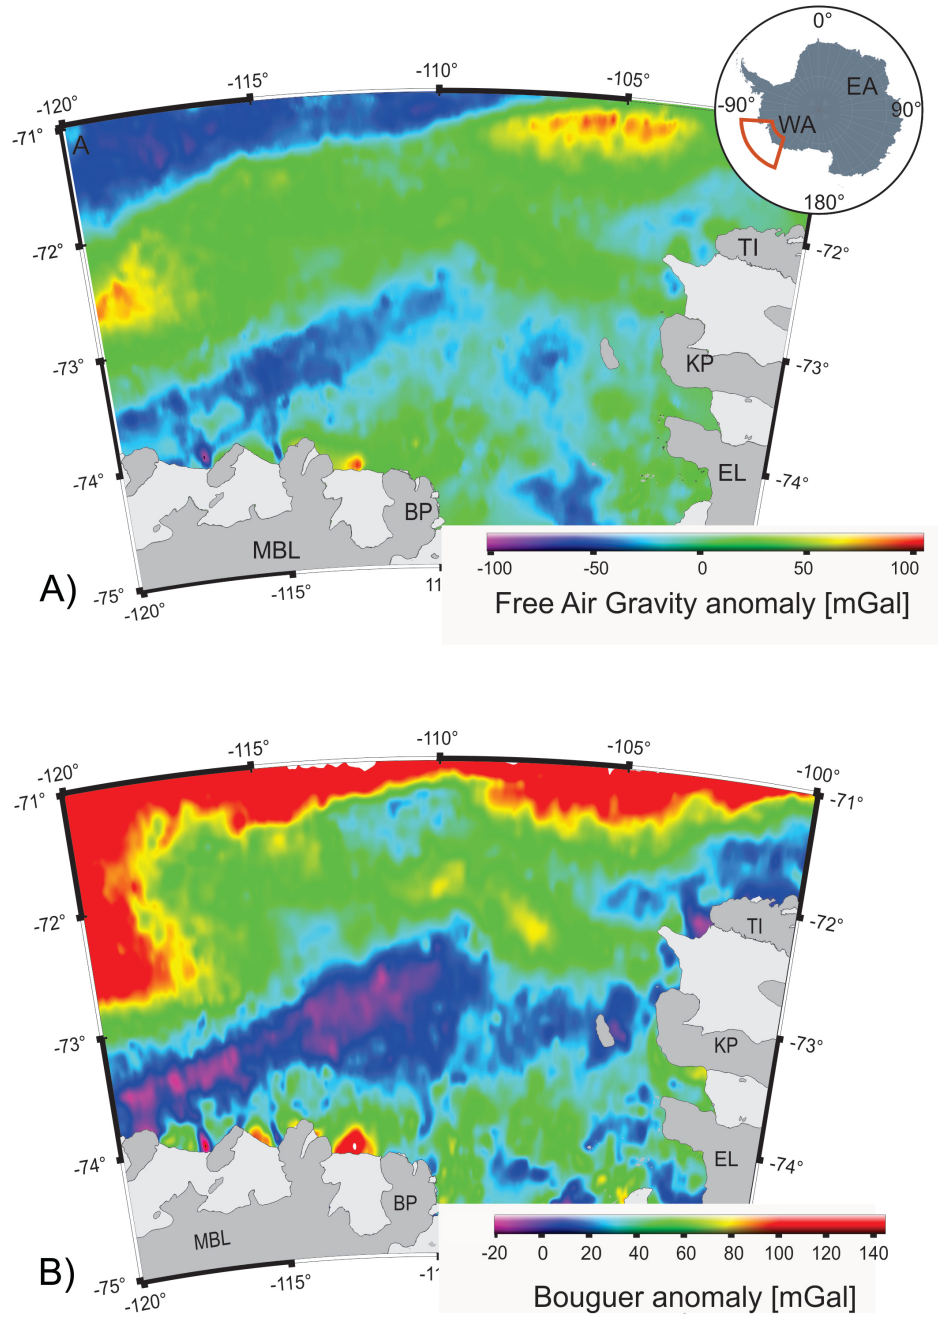 0°
-110°
-115°
-105°
-120°
-71°
A
EA
-90°
90°
WA
180°
-72°
TI
-72°
-73°
KP
-73°
-74°
EL
-74°
BP
MBL
-100
-50
0
50
100
A)
-75°
-120°
-115°
11
Free Air Gravity anomaly [mGal]
-110°
-115°
-105°
-120°
-100°
-71°
-71°
-72°
TI
-72°
-73°
KP
-73°
-74°
EL
-74°
BP
MBL
-20
0
20
40
60
80
100
120
140
B)
-75°
-120°
-115°
-1
Bouguer anomaly [mGal]